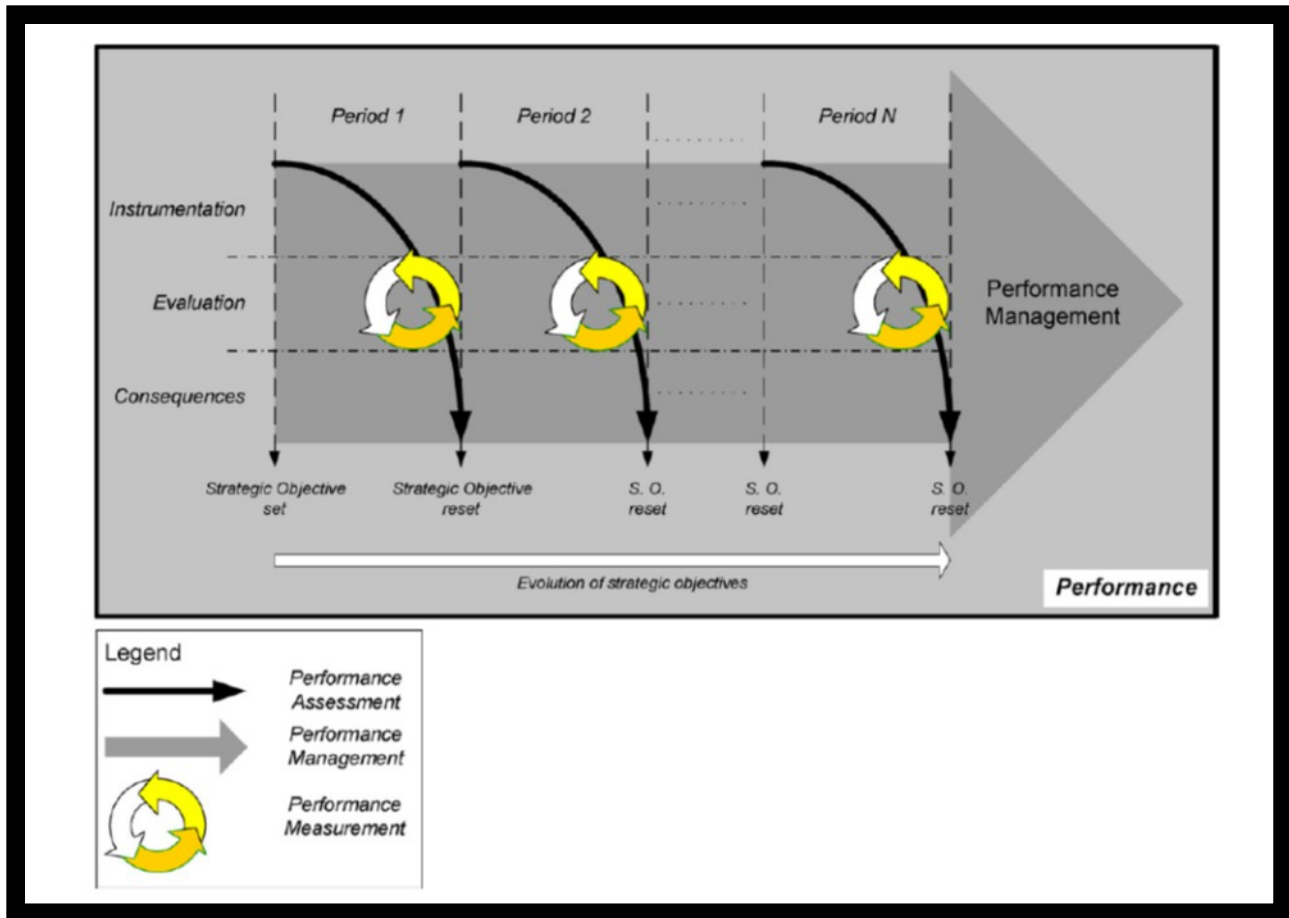 Period 1
Period 2
Period N
Instrumentation
Evaluation
Consequences
Performance
Management
Strategic Objective
set
Strategic Objective
reset
S. O.
reset
S. O.
reset
S. O.
reset
Evolution of strategic objectives
Performance
Legend
Performance
Assessment
Performance
Management
Performance
Measurement